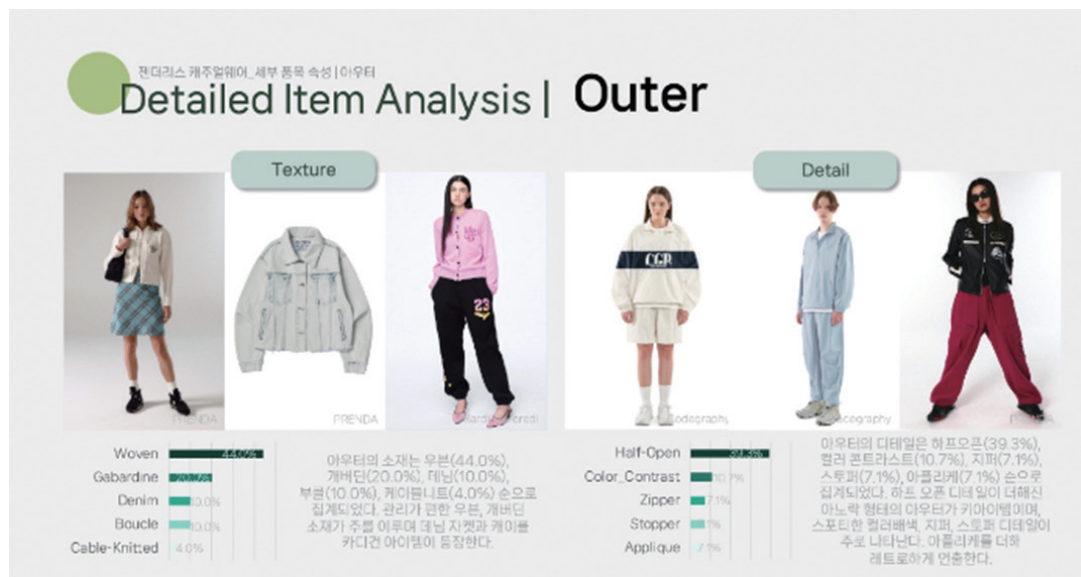 젠더리스 캐주얼웨어_세부 품목 속성 | 아우터
Detailed Item Analysis | Outer
Texture
Detail
CGP
23
PRENDA
PRENDA
Mardi Mercredi
Codegraphy
Codegraphy
PRENDA
Woven 44.0%
Gabardine 20.0%
Denim 10.0%
Boucle 10.0%
Cable-Knitted 4.0%
아우터의 소재는 우븐(44.0%),
개버딘(20.0%), 데님(10.0%),
부클(10.0%), 케이블니트(4.0%) 순으로
집계되었다. 관리가 편한 우븐, 개버딘
소재가 주를 이루며 데님 자켓과 케이블
카디건 아이템이 등장한다.
Half-Open 39.3%
Color_Contrast 10.7%
Zipper 7.1%
Stopper 7.1%
Applique 7.1%
아우터의 디테일은 하프오픈(39.3%),
컬러 콘트라스트(10.7%), 지퍼(7.1%),
스토퍼(7.1%), 아플리케(7.1%) 순으로
집계되었다. 하프 오픈 디테일이 더해진
아노락 형태의 아우터가 키아이템이며,
스포티한 컬러배색, 지퍼, 스토퍼 디테일이
주로 나타난다. 아플리케를 더해
레트로하게 연출한다.